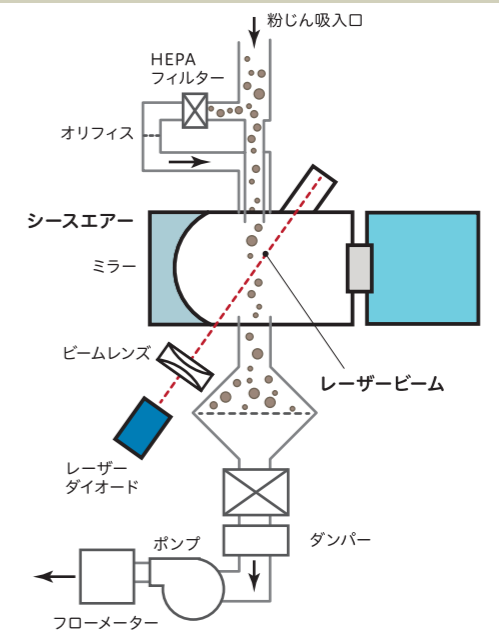 粉じん吸入口
HEPA
フィルター
オリフィス
シースエアー
ミラー
ビームレンズ
レーザービーム
レーザー
ダイオード
ポンプ
ダンパー
フローメーター